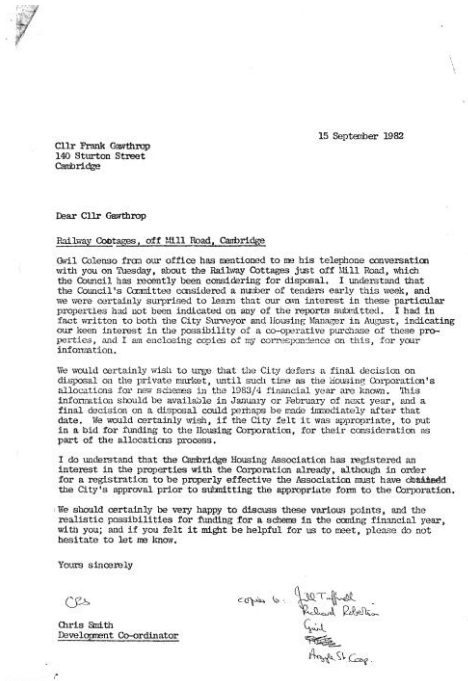 15 September 1982
Cllr Frank Gawthrop
140 Sturton Street
Cambridge
Dear Cllr Gawthrop
Railway Cottages, off Mill Road, Cambridge
Gwil Colenso from our office has mentioned to me his telephone conversation
with you on Tuesday, about the Railway Cottages just off Mill Road, which
the Council has recently been considering for disposal. I understand that
the Council's Committee considered a number of tenders early this week, and
we were certainly surprised to learn that our own interest in these particular
properties had not been indicated on any of the reports submitted. I had in
fact written to both the City Surveyor and Housing Manager in August, indicating
our keen interest in the possibility of a co-operative purchase of these pro-
perties, and I am enclosing copies of my correspondence on this, for your
information.
We would certainly wish to urge that the City defers a final decision on
disposal on the private market, until such time as the Housing Corporation's
allocations for new schemes in the 1983/4 financial year are known. This
information should be available in January or February of next year, and a
final decision on a disposal could perhaps be made immediately after that
date. We would certainly wish, if the City felt it was appropriate, to put
in a bid for funding to the Housing Corporation, for their consideration as
part of the allocations process.
I do understand that the Cambridge Housing Association has registered an
interest in the properties with the Corporation already, although in order
for a registration to be properly effective the Association must have obtained
the City's approval prior to submitting the appropriate form to the Corporation.
We should certainly be very happy to discuss these various points, and the
realistic possibilities for funding for a scheme in the coming financial year,
with you; and if you felt it might be helpful for us to meet, please do not
hesitate to let me know.
Yours sincerely
CRS
copies to: Jill Tuffnell
Richard Robertson
Gwil
Argyle St Coop.
Chris Smith
Development Co-ordinator